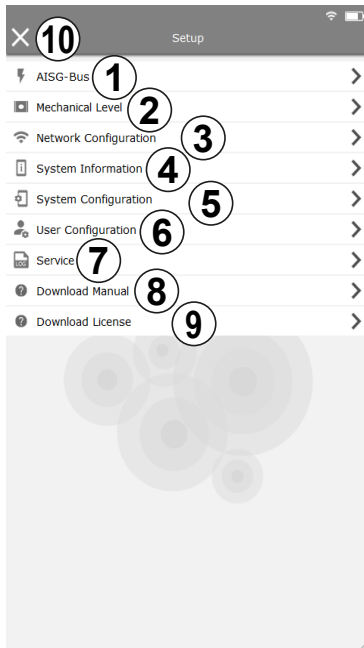 10
Setup
AISG-Bus 1
Mechanical Level 2
Network Configuration 3
System Information 4
System Configuration 5
User Configuration 6
LOG Service 7
Download Manual 8
Download License 9